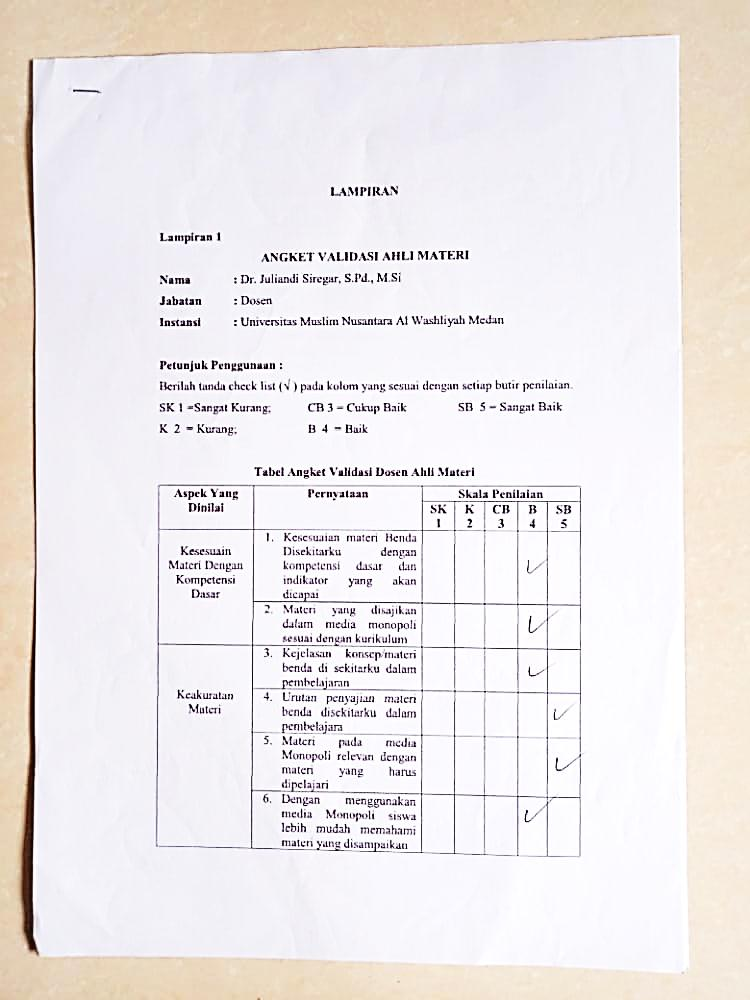 LAMPIRAN
Lampiran 1
ANGKET VALIDASI AHLI MATERI
Nama : Dr. Juliandi Siregar, S.Pd., M.Si
Jabatan : Dosen
Instansi : Universitas Muslim Nusantara Al Washliyah Medan
Petunjuk Penggunaan :
Berilah tanda check list (√ ) pada kolom yang sesuai dengan setiap butir penilaian.
SK 1 =Sangat Kurang; CB 3 = Cukup Baik SB 5 = Sangat Baik
K 2 = Kurang; B 4 = Baik
Tabel Angket Validasi Dosen Ahli Materi
Aspek Yang Pernyataan Skala Penilaian
Dinilai SK K CB B SB
1 2 3 4 5
Kesesuain
Materi Dengan
Kompetensi
Dasar
1. Kesesuaian materi Benda
Disekitarku dengan
kompetensi dasar dan
indikator yang akan
dicapai
✓
2. Materi yang disajikan
dalam media monopoli
sesuai dengan kurikulum
✓
Keakuratan
Materi
3. Kejelasan konsep/materi
benda di sekitarku dalam
pembelajaran
✓
4. Urutan penyajian materi
benda disekitarku dalam
pembelajara
✓
5. Materi pada media
Monopoli relevan dengan
materi yang harus
dipelajari
✓
6. Dengan menggunakan
media Monopoli siswa
lebih mudah memahami
materi yang disampaikan
✓